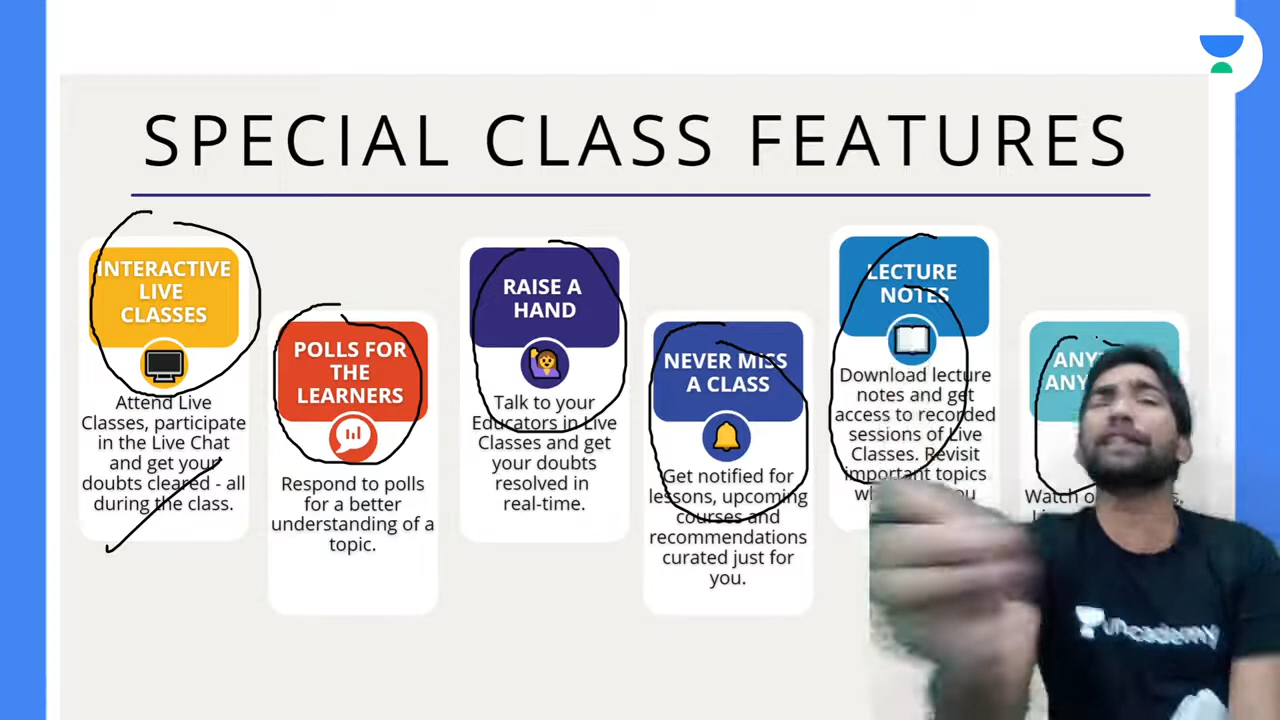 SPECIAL CLASS FEATURES
INTERACTIVE
LIVE
CLASSES
Attend Live
Classes, participate
in the Live Chat
and get your
doubts cleared - all
during the class.
POLLS FOR
THE
LEARNERS
Respond to polls
for a better
understanding of a
topic.
RAISE A
HAND
Talk to your
Educators in Live
Classes and get
your doubts
resolved in
real-time.
NEVER MISS
A CLASS
Get notified for
lessons, upcoming
courses and
recommendations
curated just for
you.
LECTURE
NOTES
Download lecture
notes and get
access to recorded
sessions of Live
Classes. Revisit
important topics
you
Watch
unacademy